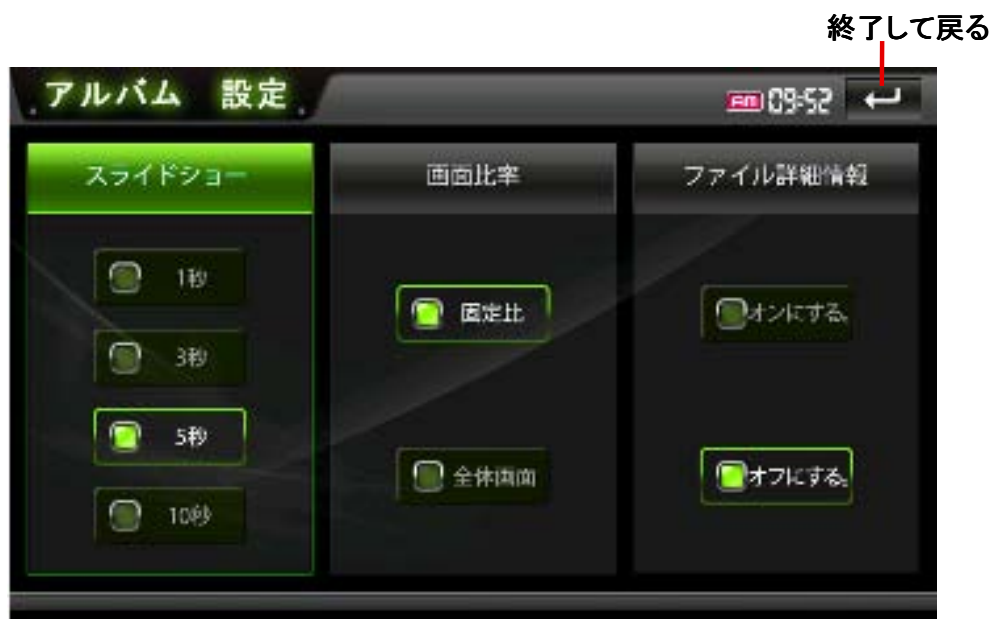 終了して戻る
アルバム 設定
AM 09:52
スライドショー
画面比率
ファイル詳細情報
1秒
3秒
5秒
10秒
固定比
全体画面
オンにする。
オフにする。